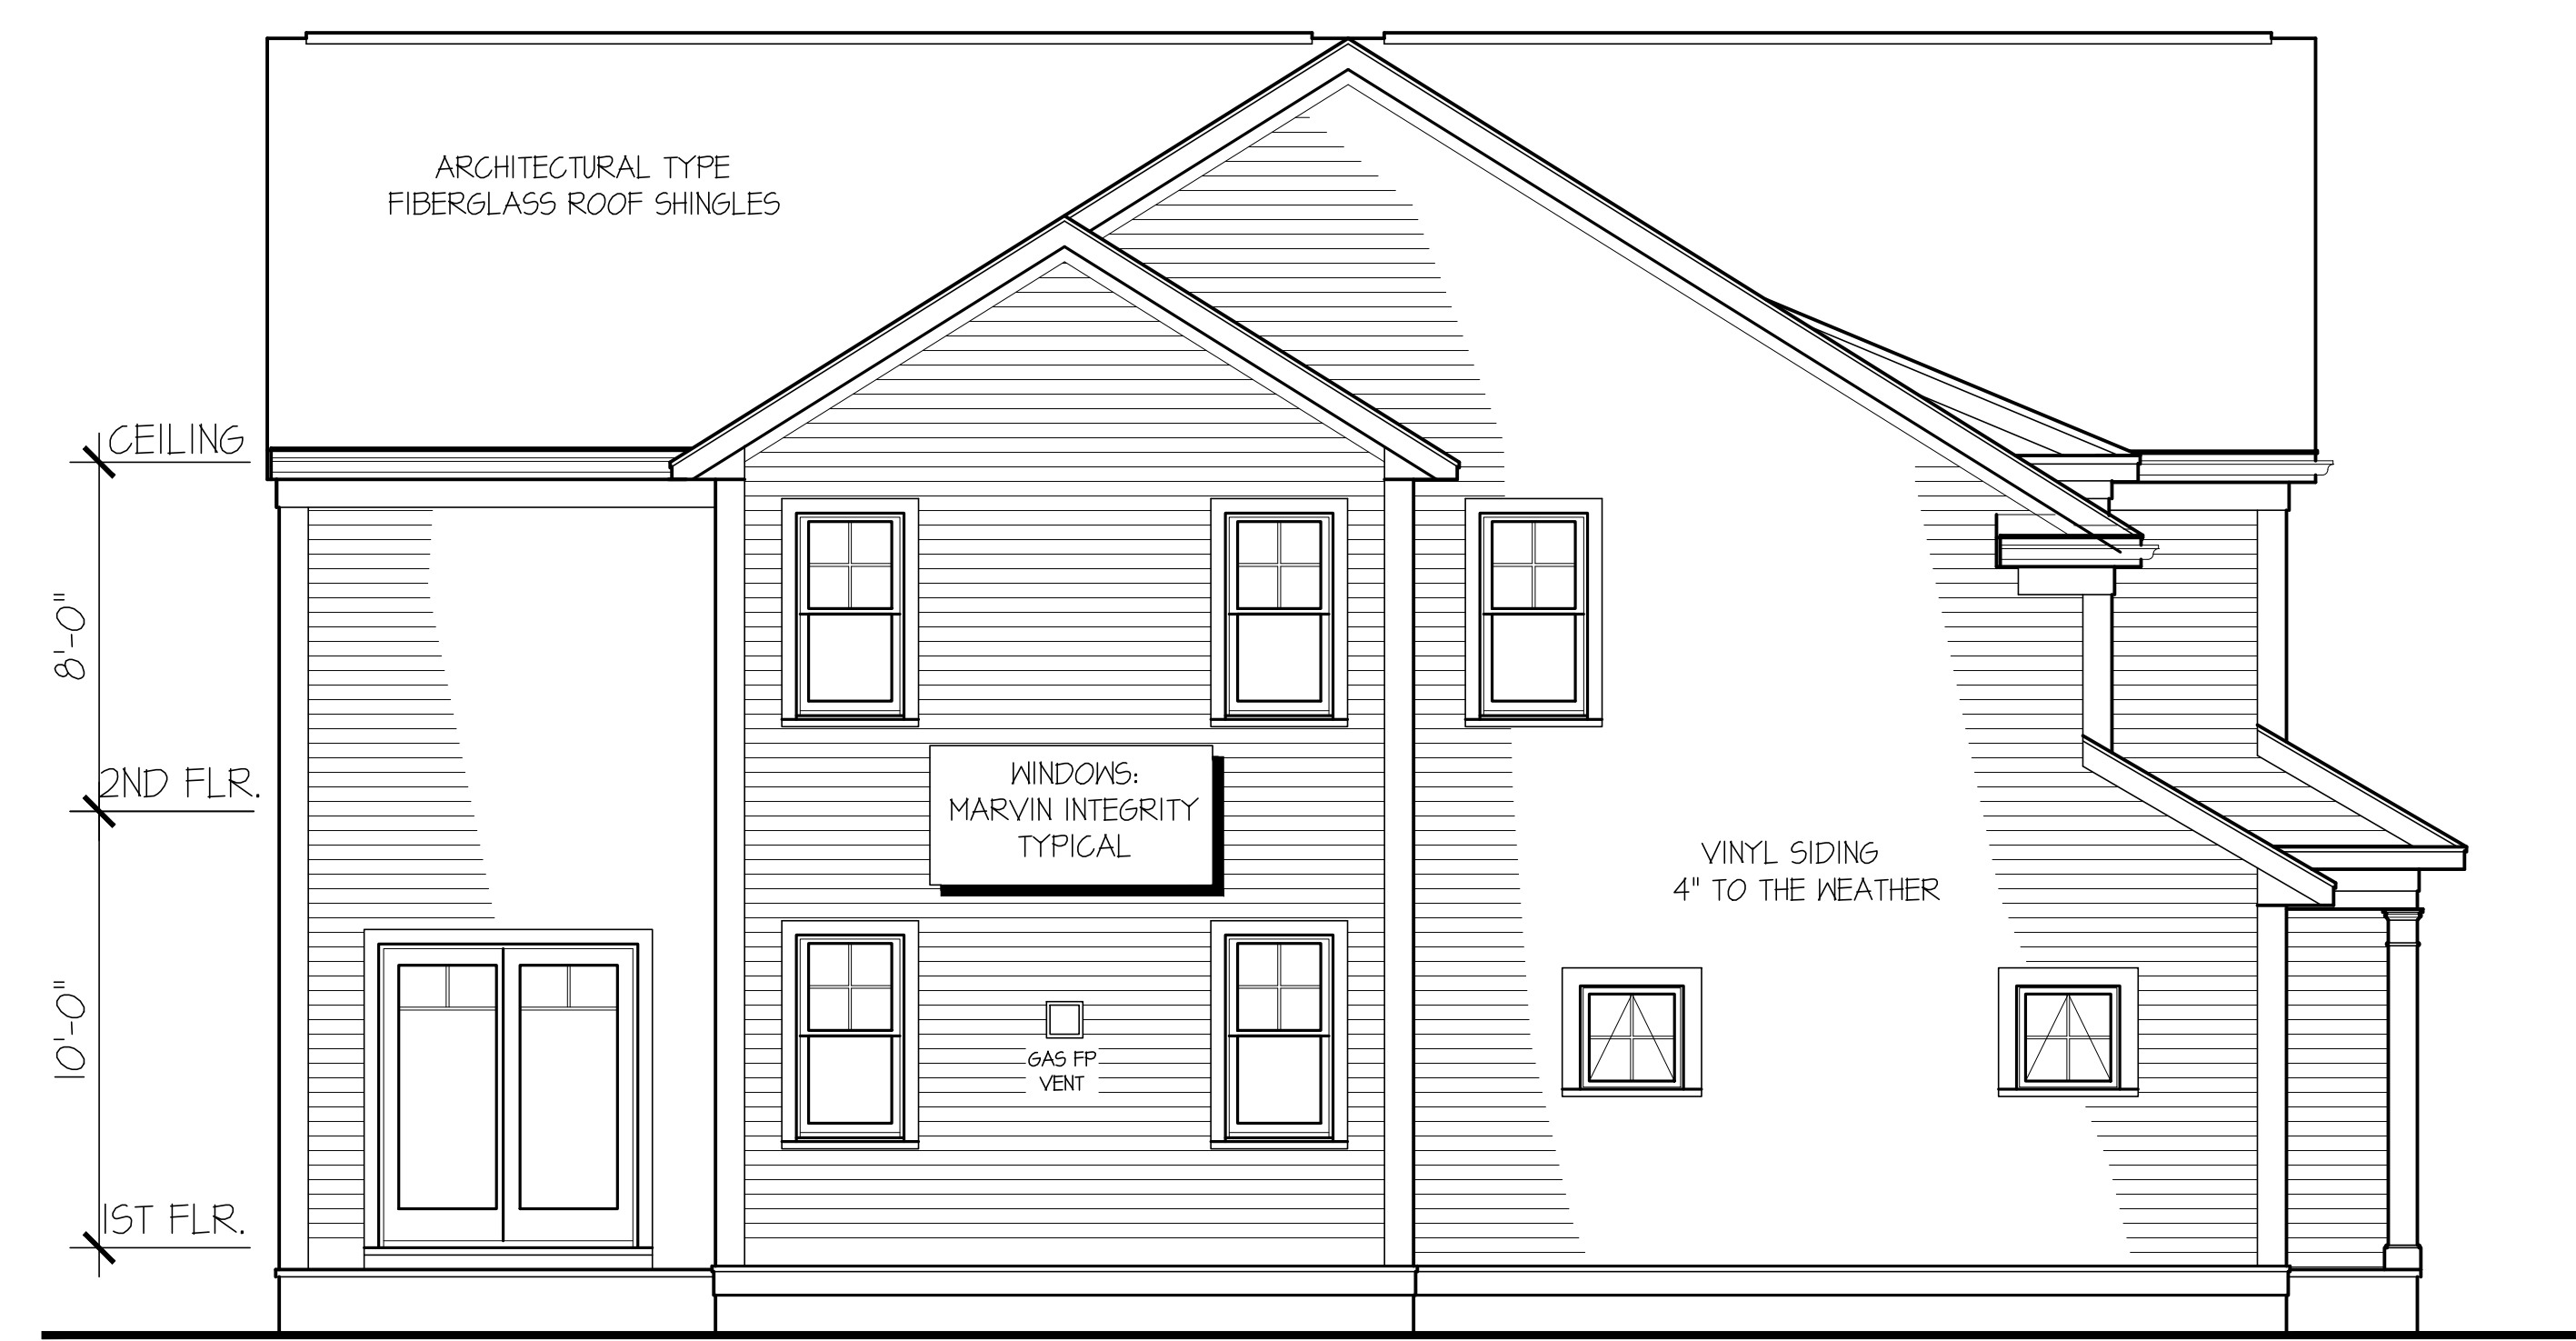 ARCHITECTURAL TYPE
FIBERGLASS ROOF SHINGLES
CEILING
8'-0"
2ND FLR.
WINDOWS:
MARVIN INTEGRITY
TYPICAL
VINYL SIDING
4" TO THE WEATHER
10'-0"
GAS FP
VENT
1ST FLR.